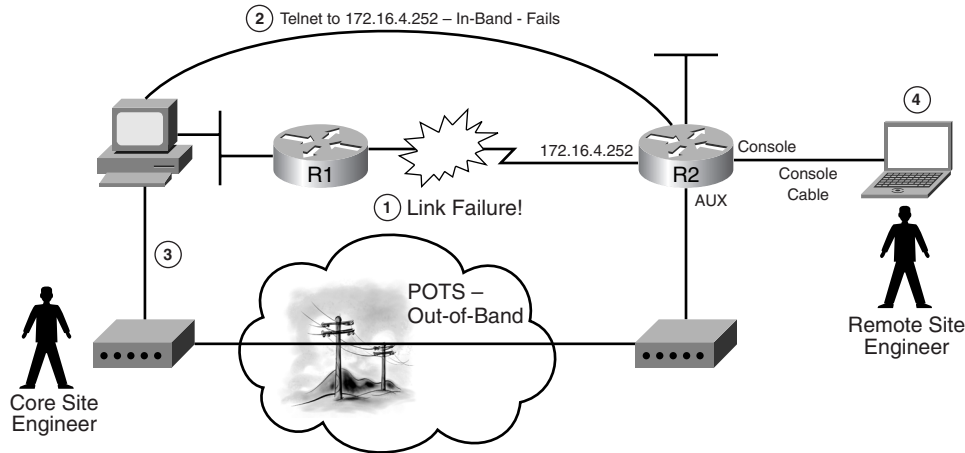 2 Telnet to 172.16.4.252 – In-Band - Fails
4
172.16.4.252
Console
R1
R2
Console
Cable
AUX
1 Link Failure!
3
POTS –
Out-of-Band
Core Site
Engineer
Remote Site
Engineer